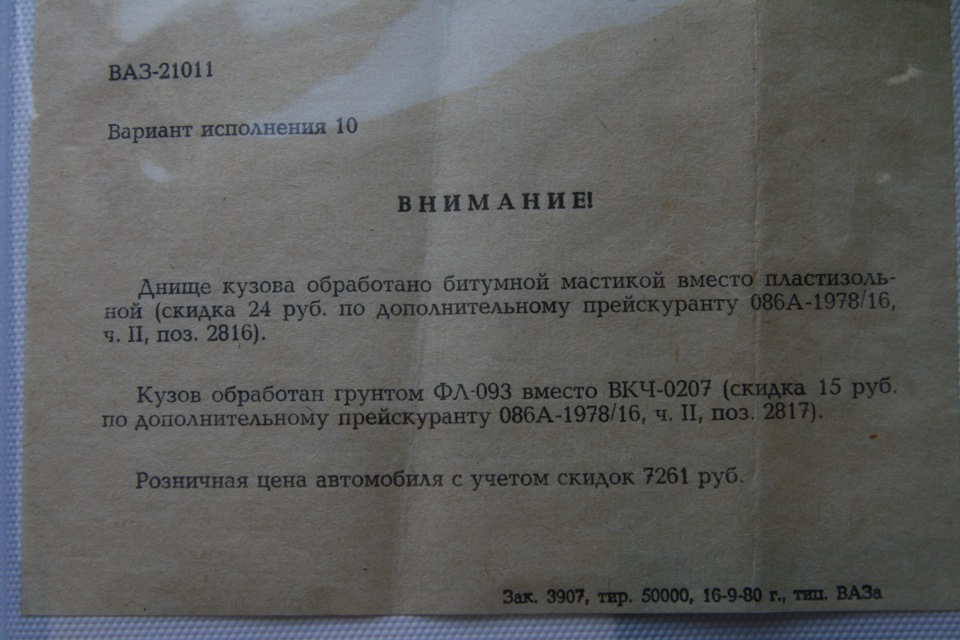 ВАЗ-21011
Вариант исполнения 10
ВНИМАНИЕ!
Днище кузова обработано битумной мастикой вместо пластизоль-
ной (скидка 24 руб. по дополнительному прейскуранту 086А-1978/16,
ч. II, поз. 2816).
Кузов обработан грунтом ФЛ-093 вместо ВКЧ-0207 (скидка 15 руб.
по дополнительному прейскуранту 086А-1978/16, ч. II, поз. 2817).
Розничная цена автомобиля с учетом скидок 7261 руб.
Зак. 3907, тир. 50000, 16-9-80 г., тип. ВАЗа